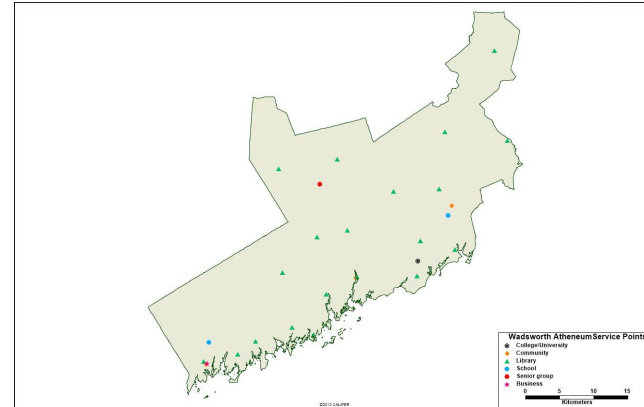 Wadsworth AtheneumService Points
College/University
Community
Library
School
Senior group
Business
0 5 10 15
Kilometers
©2013 CALIPER